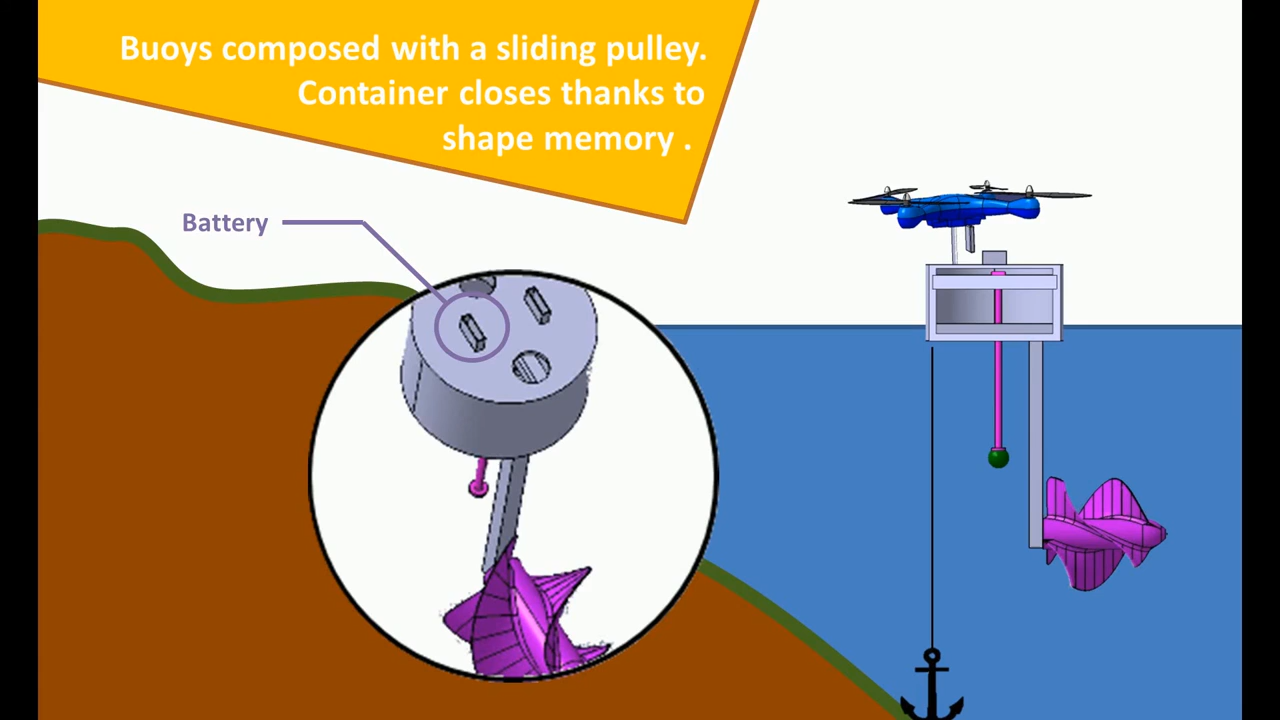 Buoys composed with a sliding pulley.
Container closes thanks to
shape memory .
Battery